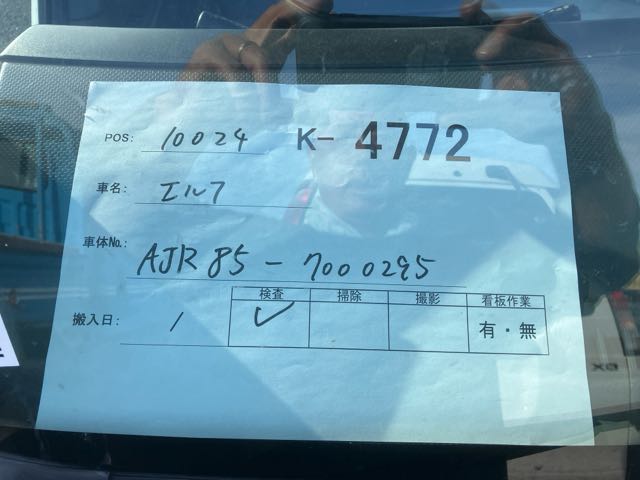 POS: 10024 K-4772
車名: エルフ
車体No.: AJR85-7000295
検査 掃除 撮影 看板作業
搬入日: / ✓ 有・無
DX